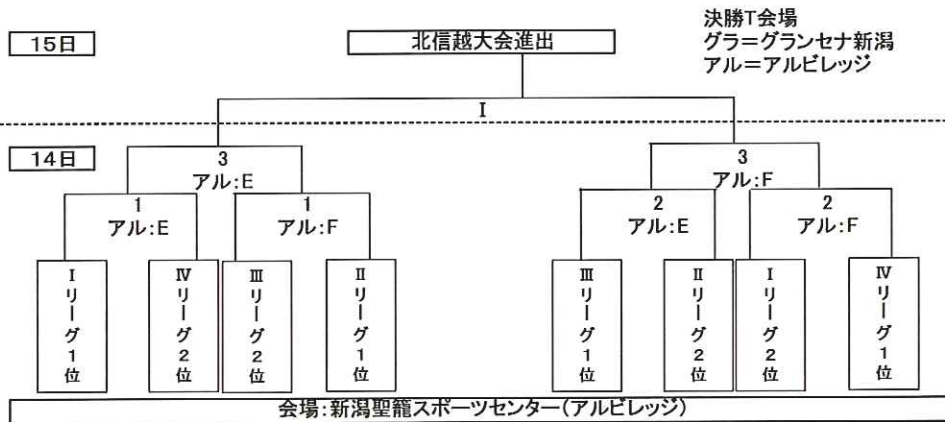 15日
北信越大会進出
決勝T会場
グラ=グランセナ新潟
アル=アルビレッジ
I
14日
3
アル:E
3
アル:F
1
アル:E
1
アル:F
2
アル:E
2
アル:F
Iリーグ1位
Ⅳリーグ2位
Ⅲリーグ2位
Ⅱリーグ1位
Ⅲリーグ1位
Ⅱリーグ2位
Iリーグ2位
Ⅳリーグ1位
会場:新潟聖籠スポーツセンター(アルビレッジ)